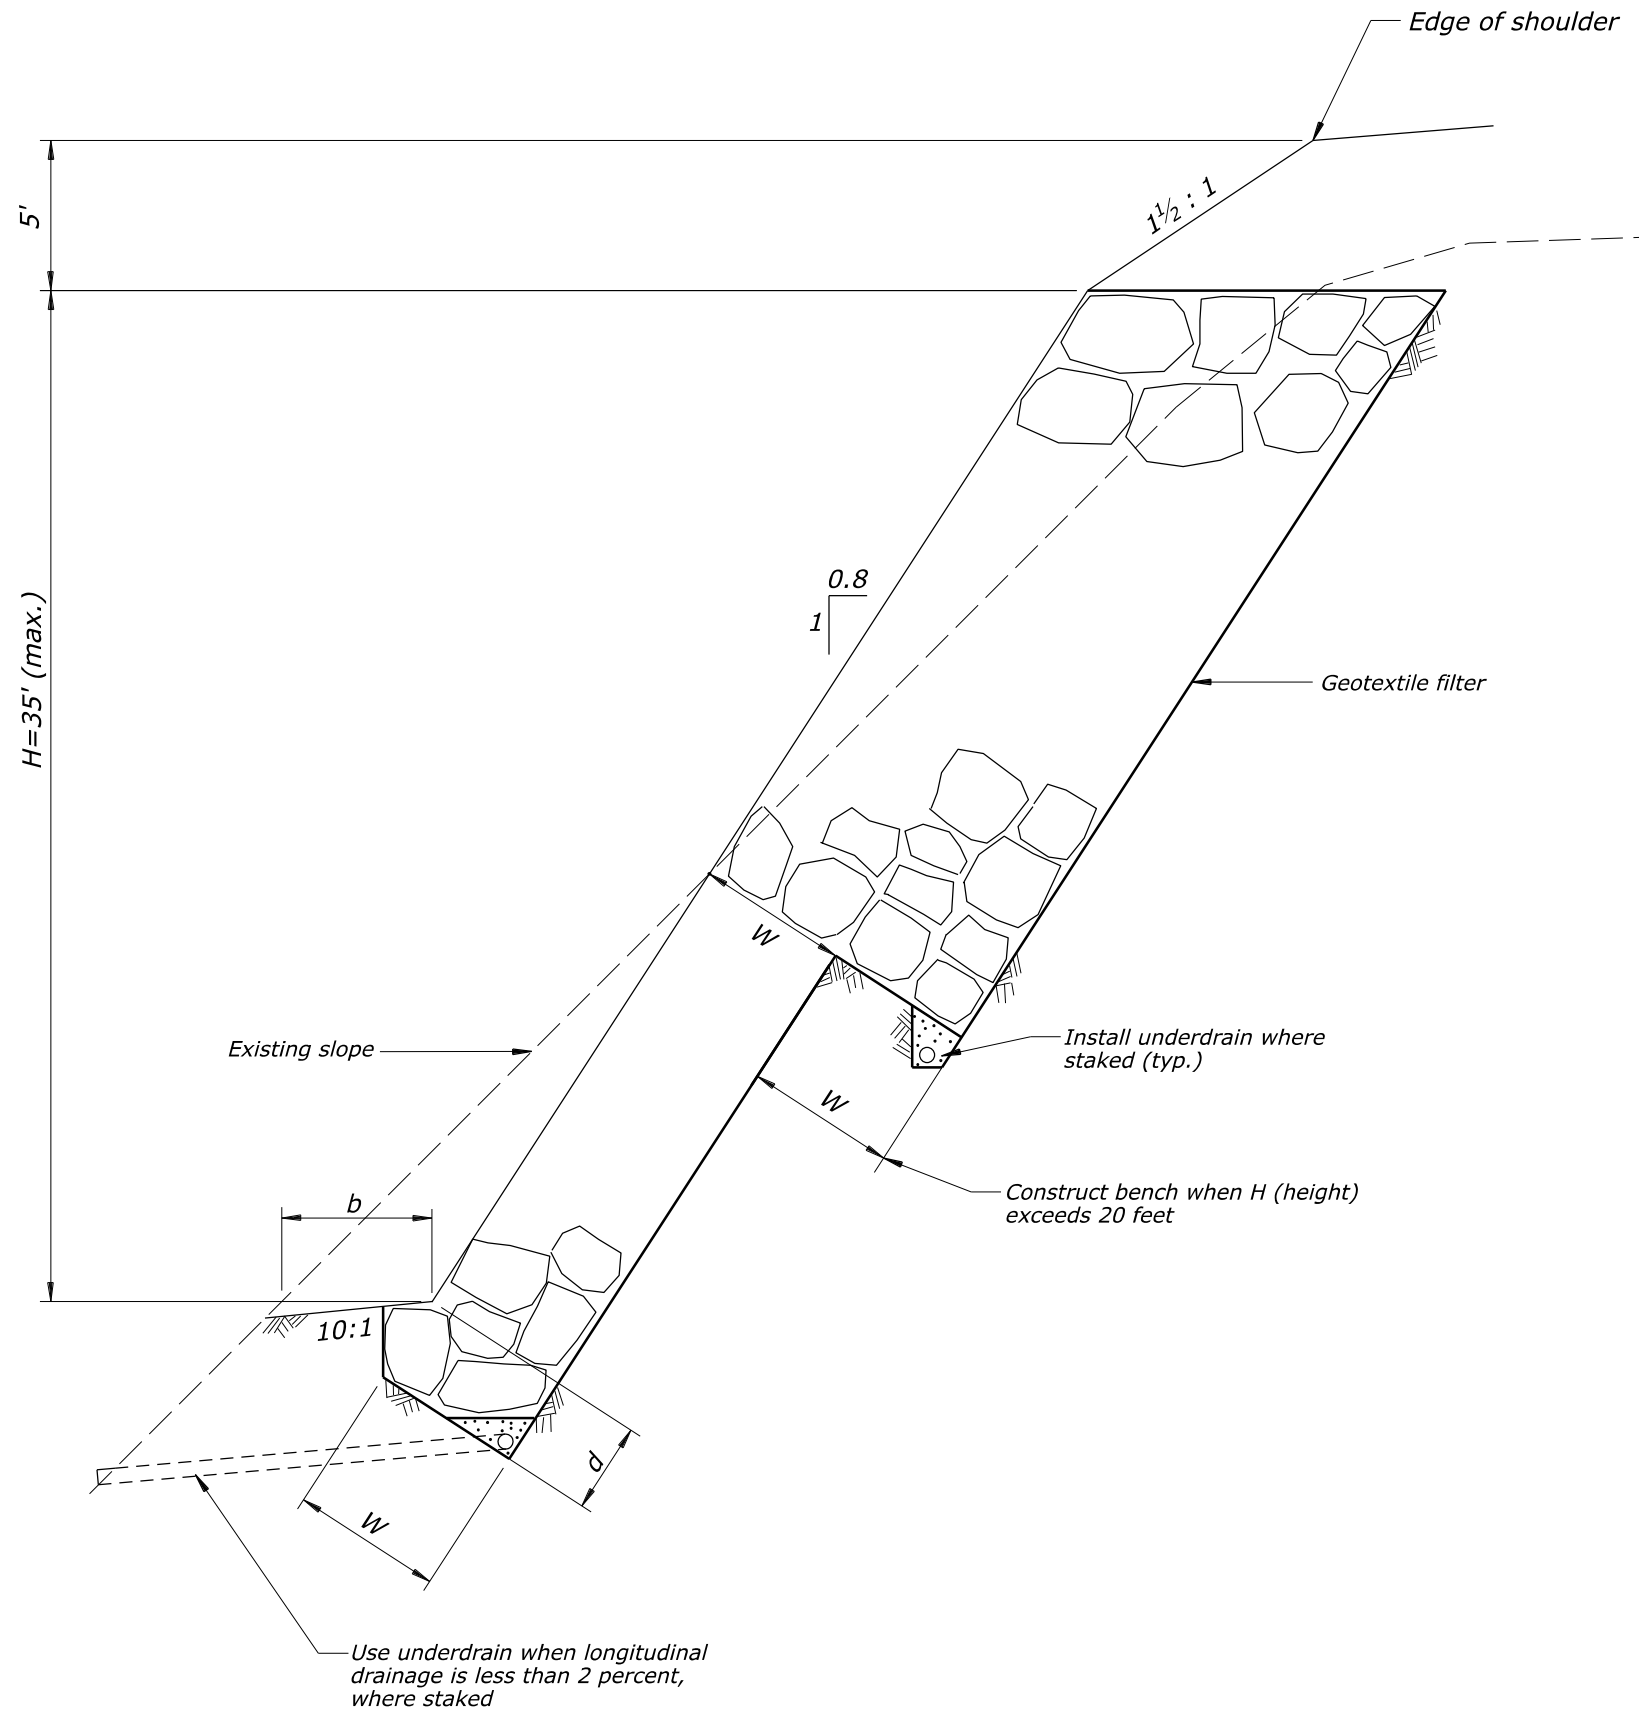 Edge of shoulder
5'
1½ : 1
H=35' (max.)
0.8
1
Geotextile filter
W
Existing slope
Install underdrain where
staked (typ.)
W
Construct bench when H (height)
exceeds 20 feet
b
10:1
d
W
Use underdrain when longitudinal
drainage is less than 2 percent,
where staked